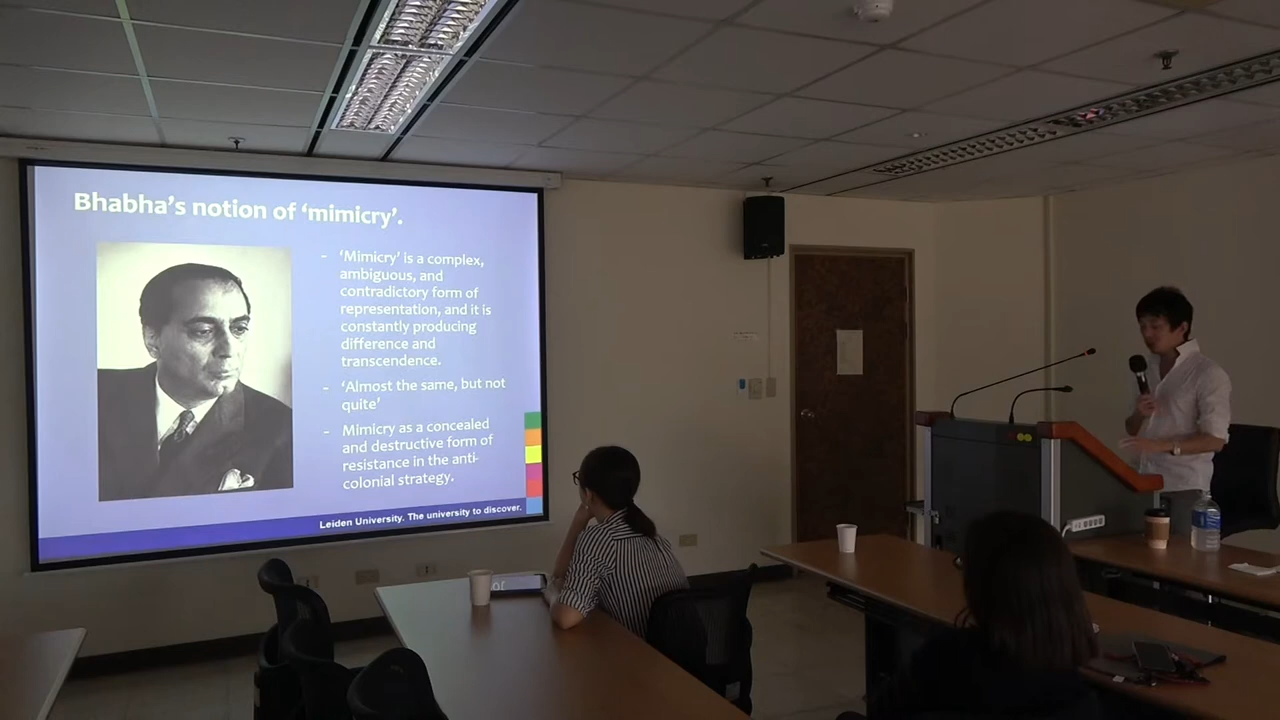 Bhabha's notion of 'mimicry'.
- 'Mimicry' is a complex,
ambiguous, and
contradictory form of
representation, and it is
constantly producing
difference and
transcendence.
- 'Almost the same, but not
quite'
- Mimicry as a concealed
and destructive form of
resistance in the anti-
colonial strategy.
Leiden University. The university to discover.